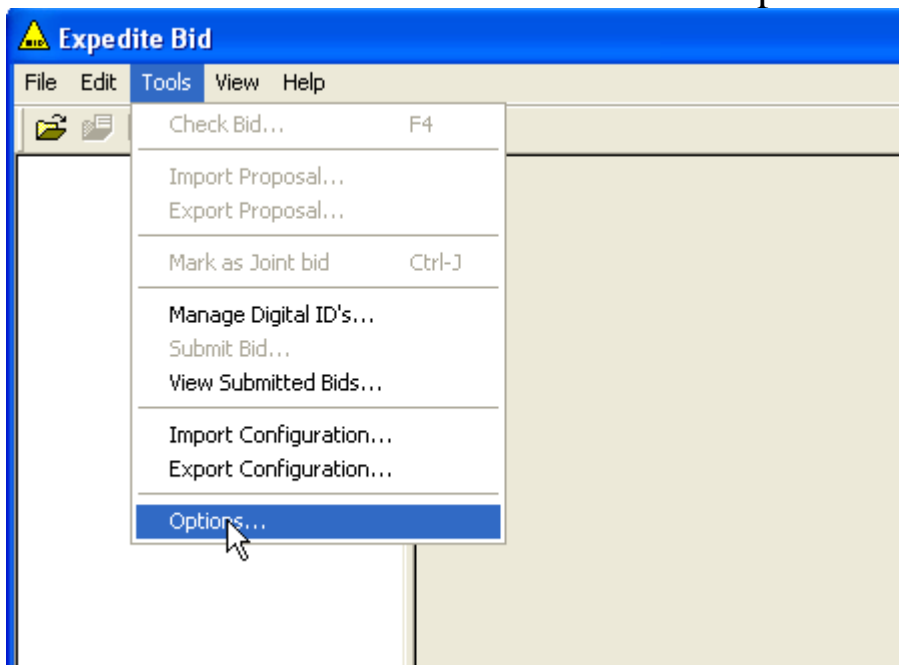 Expedite Bid
File Edit Tools View Help
Check Bid... F4
Import Proposal...
Export Proposal...
Mark as Joint bid Ctrl-J
Manage Digital ID's...
Submit Bid...
View Submitted Bids...
Import Configuration...
Export Configuration...
Options...